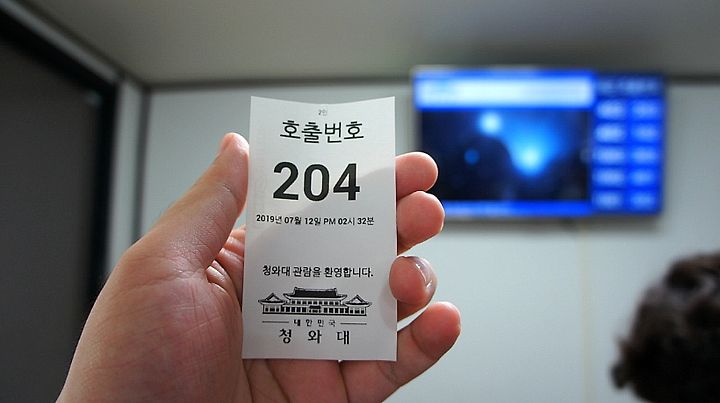 2인
호출번호
204
2019년 07월 12일 PM 02시 32분
청와대 관람을 환영합니다.
대한민국
청와대